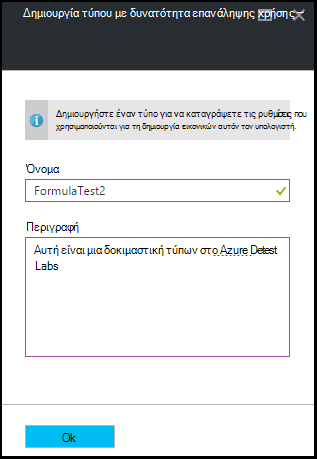 Δημιουργία τύπου με δυνατότητα επανάληψης χρήσης
Δημιουργήστε έναν τύπο για να καταγράψετε τις ρυθμίσεις που
χρησιμοποιούνται για τη δημιουργία εικονικών αυτόν τον υπολογιστή.
Όνομα
FormulaTest2
Περιγραφή
Αυτή είναι μια δοκιμαστική τύπων στο Azure Detest
Labs
Ok